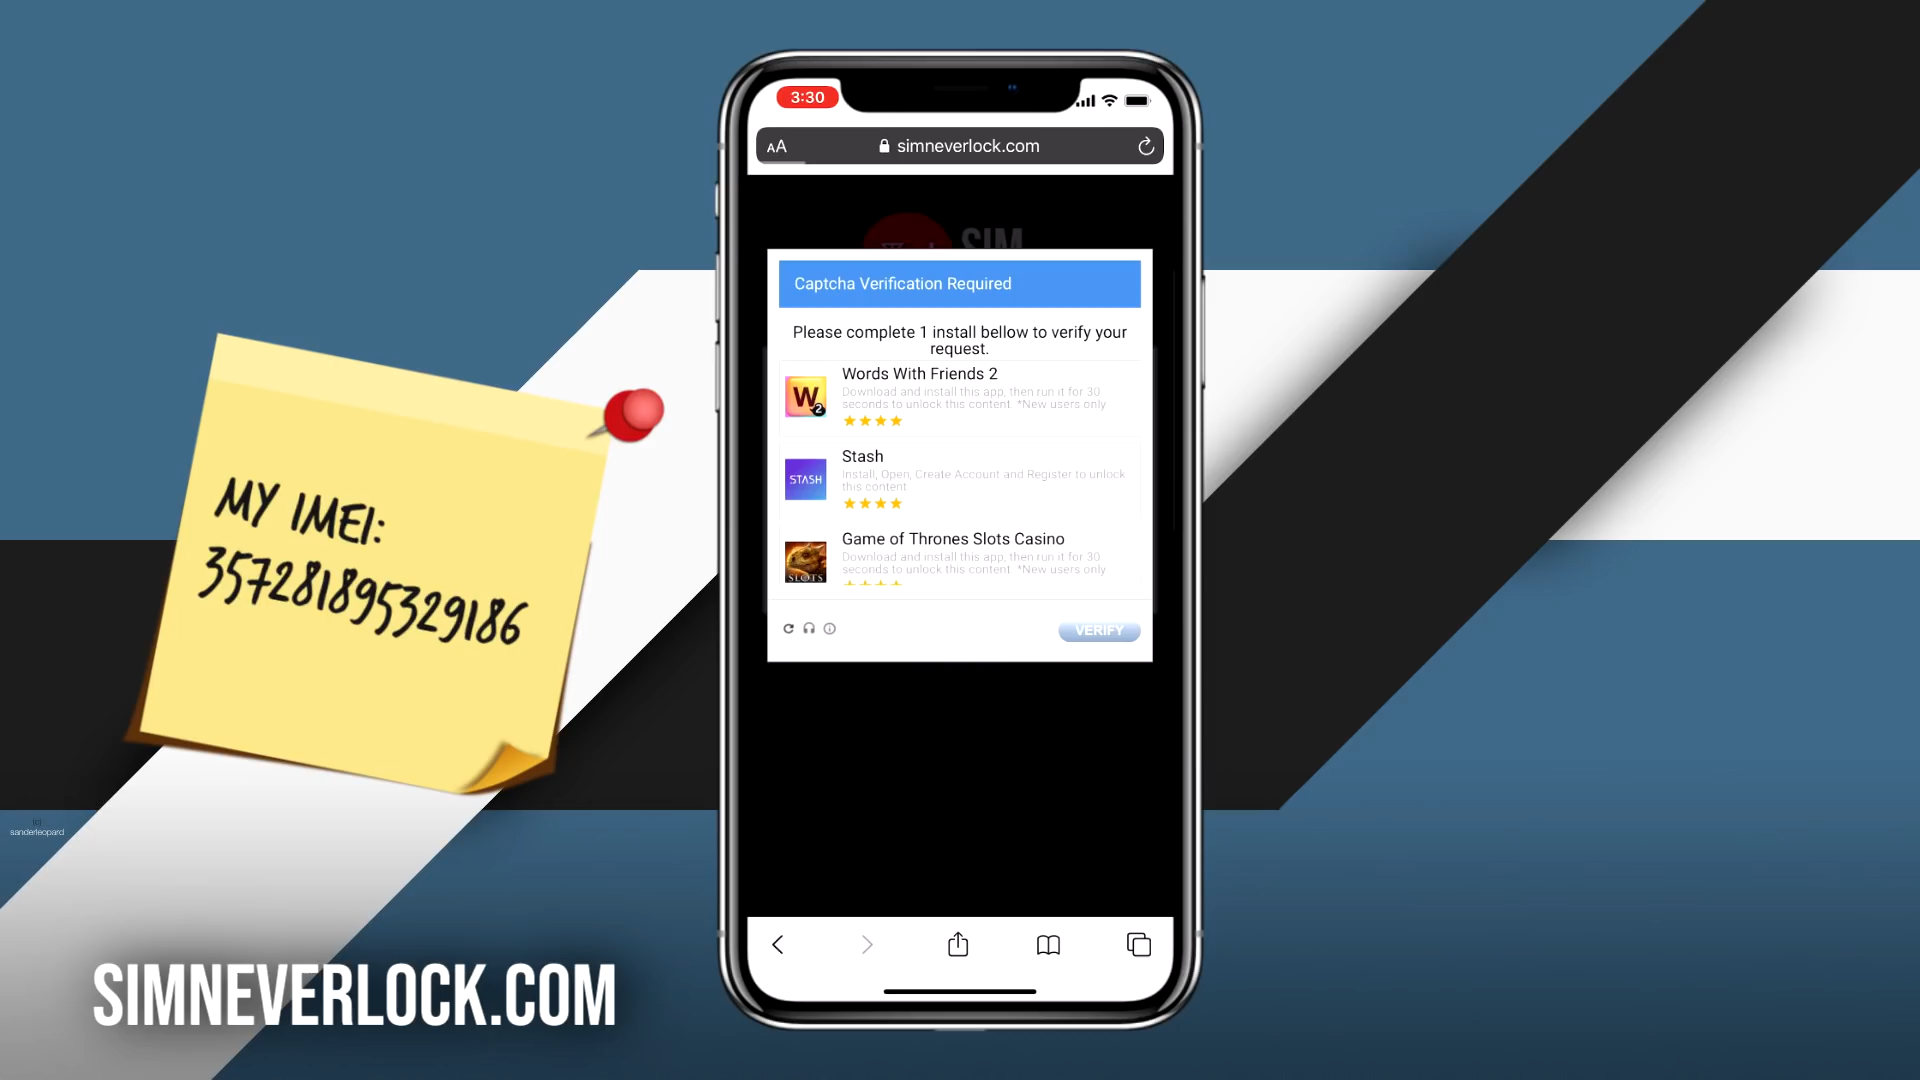 3:30
AA simneverlock.com
SIM
Captcha Verification Required
Please complete 1 install bellow to verify your
request.
W2
Words With Friends 2
Download and install this app, then run it for 30
seconds to unlock this content. *New users only
STASH
Stash
Install, Open, Create Account and Register to unlock
this content
SLOTS
Game of Thrones Slots Casino
Download and install this app, then run it for 30
seconds to unlock this content. *New users only
VERIFY
MY IMEI:
357281895329186
(c)
sanderleopard
SIMNEVERLOCK.COM